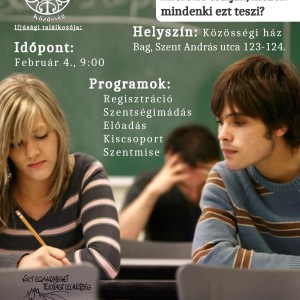 mindenki ezt teszi?
Közösség
Ifjúsági találkozója:
Időpont:
Február 4., 9:00
Helyszín: Közösségi ház
Bag, Szent András utca 123-124.
Programok:
Regisztráció
Szentségimádás
Előadás
Kiscsoport
Szentmise